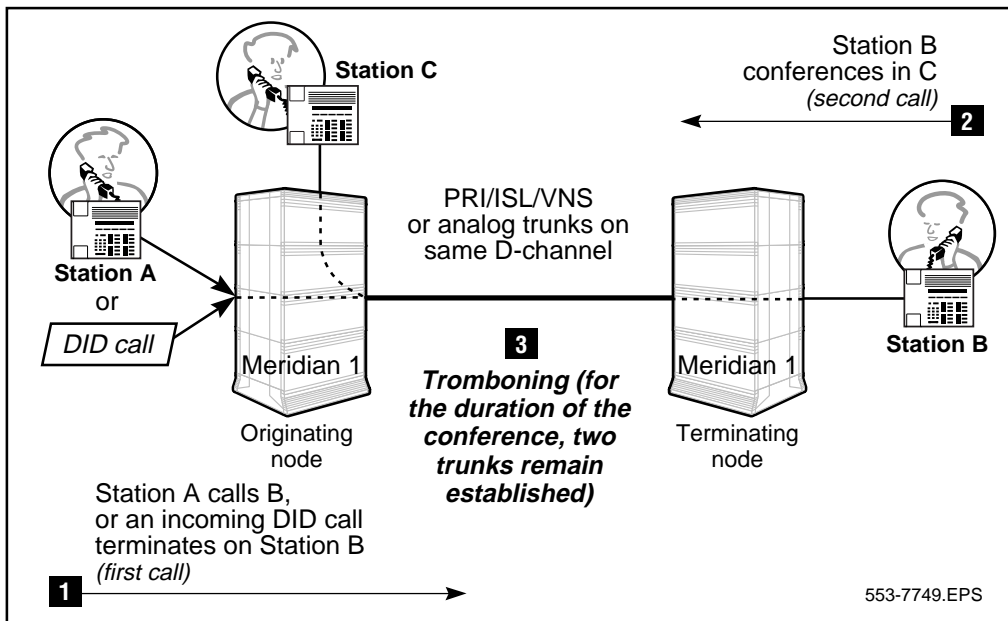 Station C
Station B
conferences in C
(second call)
2
PRI/ISL/VNS
or analog trunks on
same D-channel
Station A
or
DID call
Station B
Meridian 1
Meridian 1
3
Tromboning (for
the duration of the
conference, two
trunks remain
established)
Originating
node
Terminating
node
Station A calls B,
or an incoming DID call
terminates on Station B
(first call)
1
553-7749.EPS